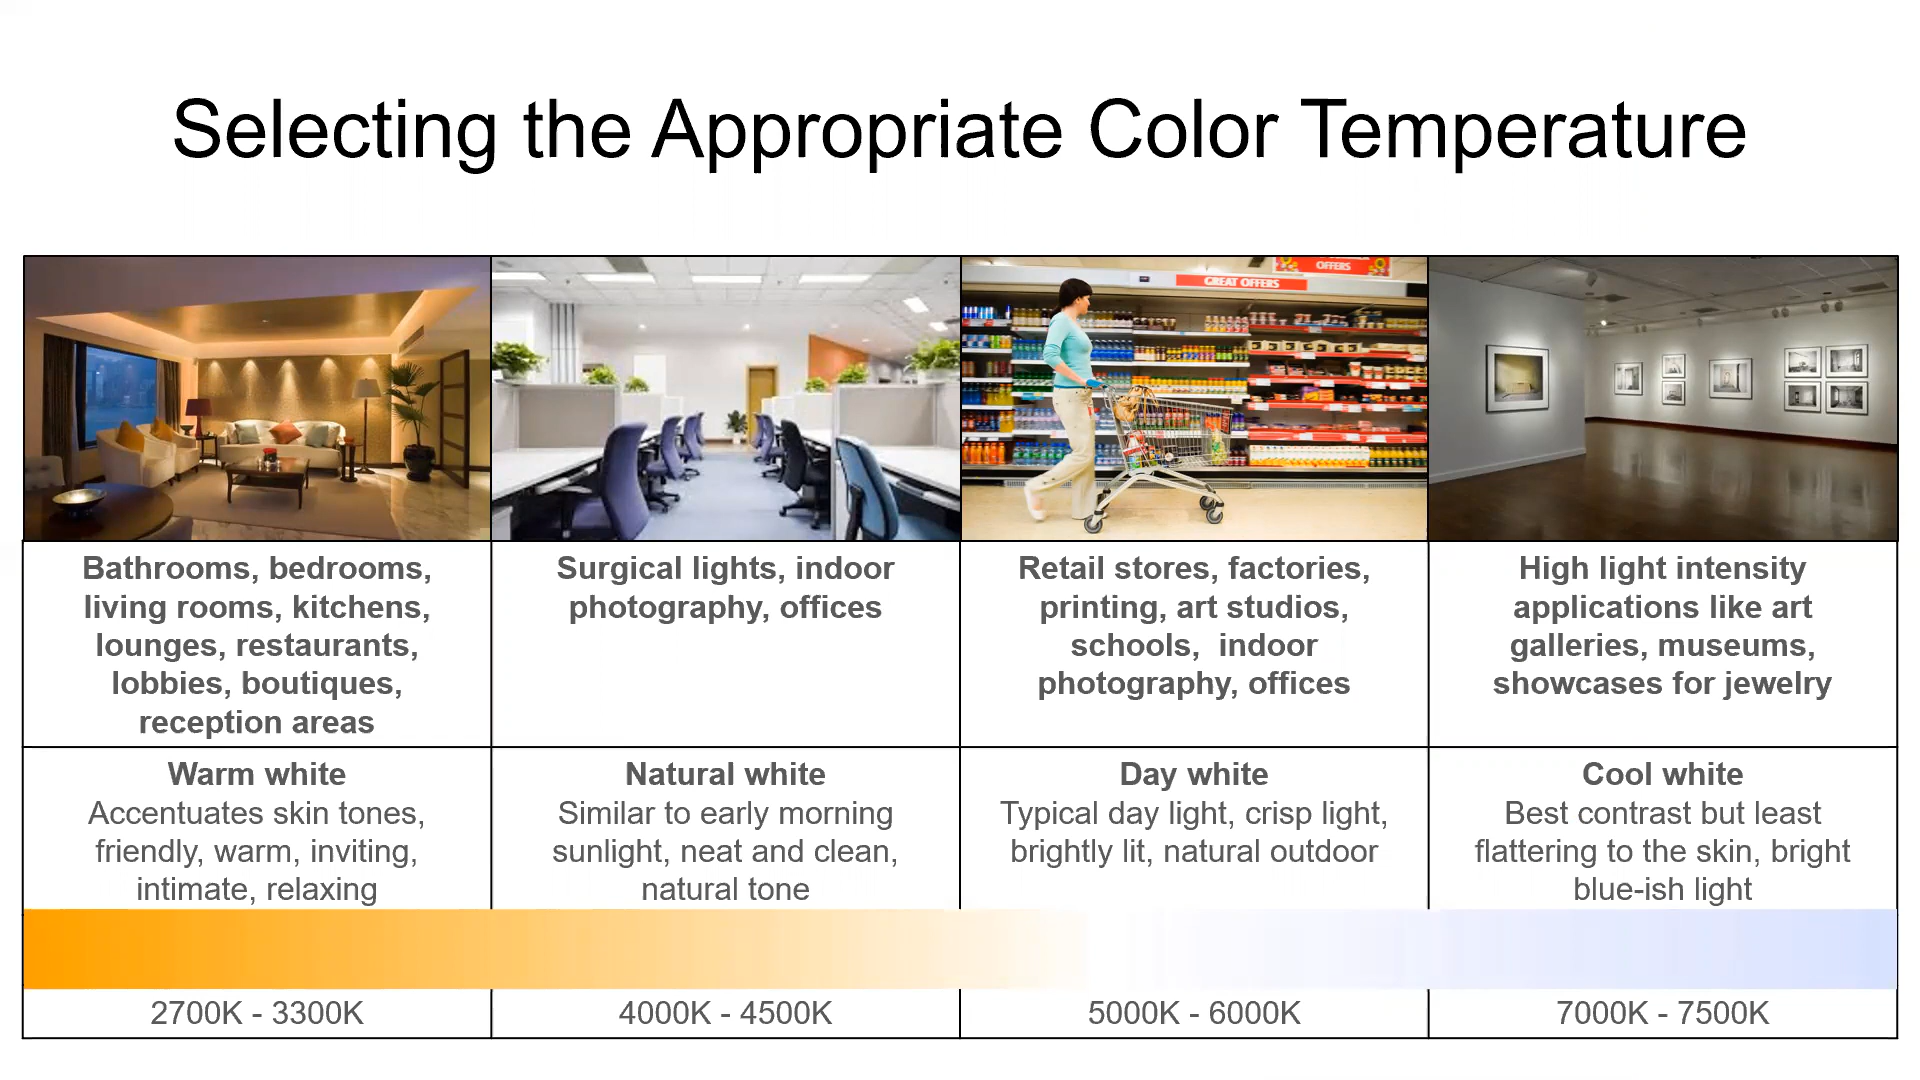 Selecting the Appropriate Color Temperature
OFFERS
GREAT OFFERS
Bathrooms, bedrooms,
living rooms, kitchens,
lounges, restaurants,
lobbies, boutiques,
reception areas
Surgical lights, indoor
photography, offices
Retail stores, factories,
printing, art studios,
schools,  indoor
photography, offices
High light intensity
applications like art
galleries, museums,
showcases for jewelry
Warm white
Accentuates skin tones,
friendly, warm, inviting,
intimate, relaxing
Natural white
Similar to early morning
sunlight, neat and clean,
natural tone
Day white
Typical day light, crisp light,
brightly lit, natural outdoor
Cool white
Best contrast but least
flattering to the skin, bright
blue-ish light
2700K - 3300K
4000K - 4500K
5000K - 6000K
7000K - 7500K